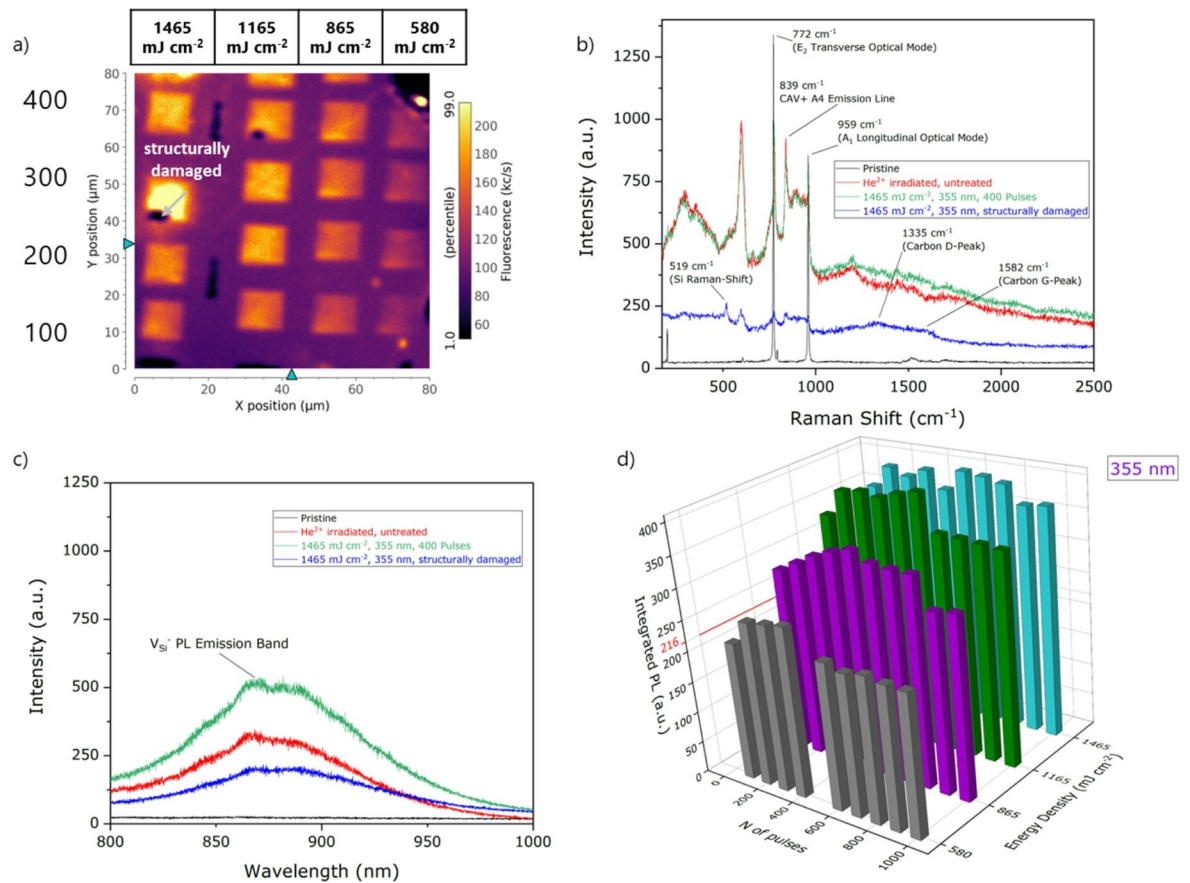 a)
1465 mJ cm-2
1165 mJ cm-2
865 mJ cm-2
580 mJ cm-2
400
300
200
100
structurally
damaged
80
70
60
50
40
30
20
10
0
Y position (µm)
0
20
40
60
80
X position (µm)
99.0
(percentile)
1.0
200
180
160
140
120
100
80
60
Fluorescence (kc/s)
b)
1250
1000
750
500
250
0
Intensity (a.u.)
772 cm-1
(E2 Transverse Optical Mode)
839 cm-1
CAV+ A4 Emission Line
959 cm-1
(A1 Longitudinal Optical Mode)
Pristine
He2+ irradiated, untreated
1465 mJ cm-2, 355 nm, 400 Pulses
1465 mJ cm-2, 355 nm, structurally damaged
519 cm-1
(Si Raman-Shift)
1335 cm-1
(Carbon D-Peak)
1582 cm-1
(Carbon G-Peak)
500
1000
1500
2000
2500
Raman Shift (cm-1)
c)
1250
1000
750
500
250
0
Intensity (a.u.)
Pristine
He2+ irradiated, untreated
1465 mJ cm-2, 355 nm, 400 Pulses
1465 mJ cm-2, 355 nm, structurally damaged
VSi- PL Emission Band
800
850
900
950
1000
Wavelength (nm)
d)
355 nm
400
350
300
250
216
200
150
100
50
0
Integrated PL (a.u.)
0
200
400
600
800
1000
N of pulses
580
865
1165
1465
Energy Density (mJ cm-2)